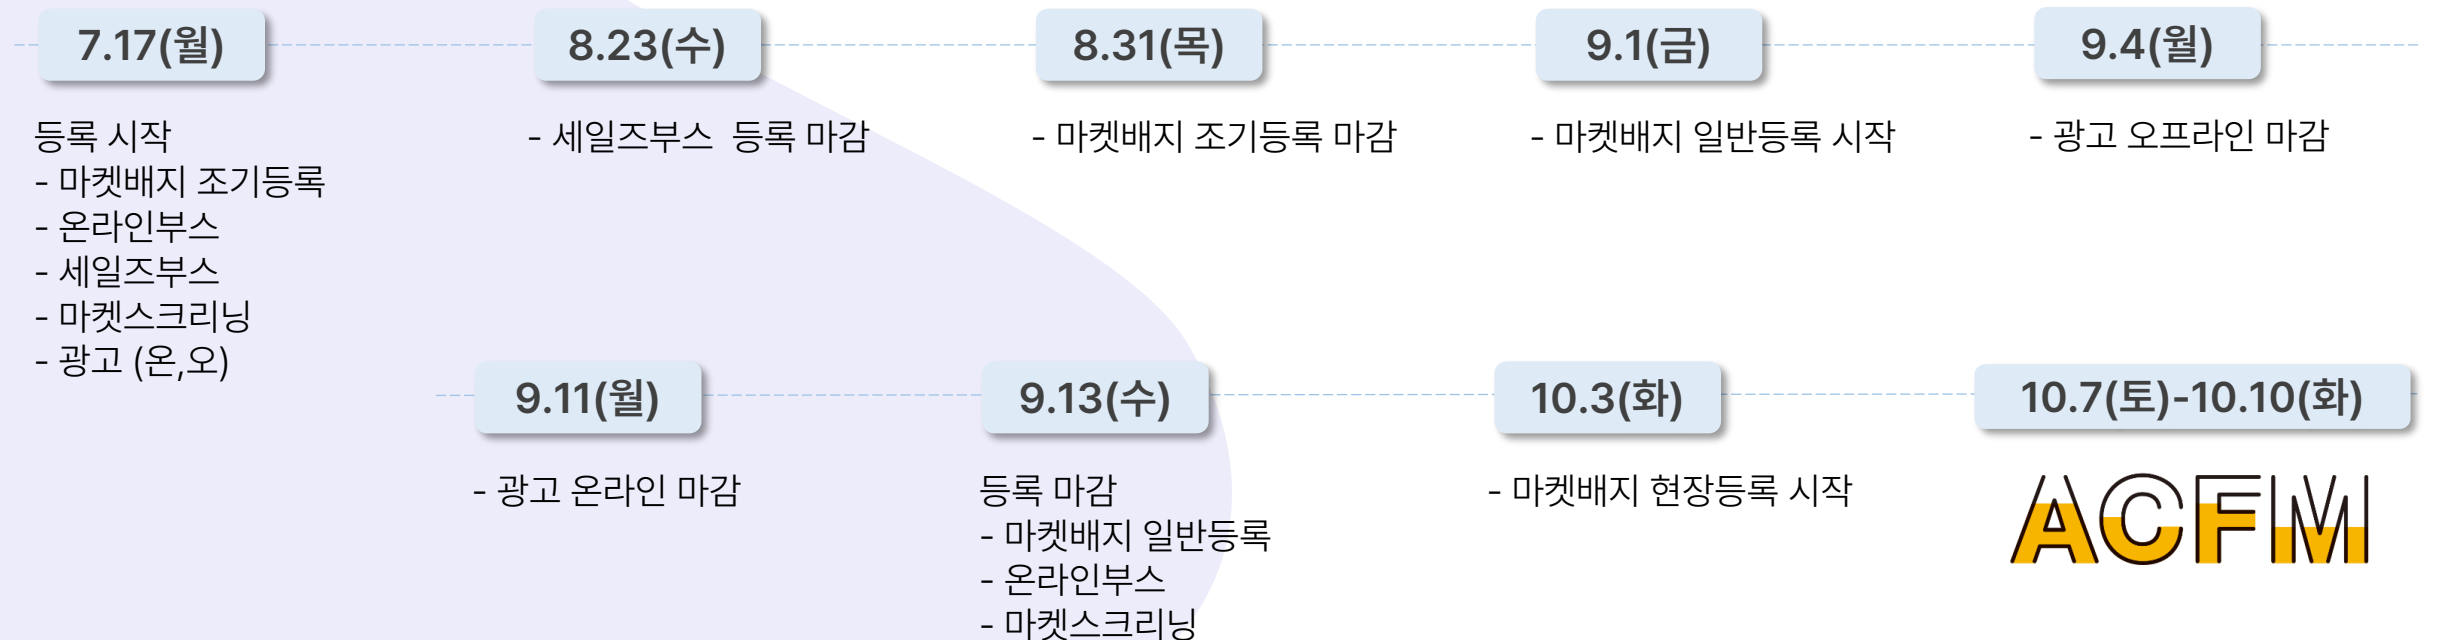 7.17(월)
등록 시작
- 마켓배지 조기등록
- 온라인부스
- 세일즈부스
- 마켓스크리닝
- 광고 (온,오)
8.23(수)
- 세일즈부스 등록 마감
8.31(목)
- 마켓배지 조기등록 마감
9.1(금)
- 마켓배지 일반등록 시작
9.4(월)
- 광고 오프라인 마감
9.11(월)
- 광고 온라인 마감
9.13(수)
등록 마감
- 마켓배지 일반등록
- 온라인부스
- 마켓스크리닝
10.3(화)
- 마켓배지 현장등록 시작
10.7(토)-10.10(화)
ACFM